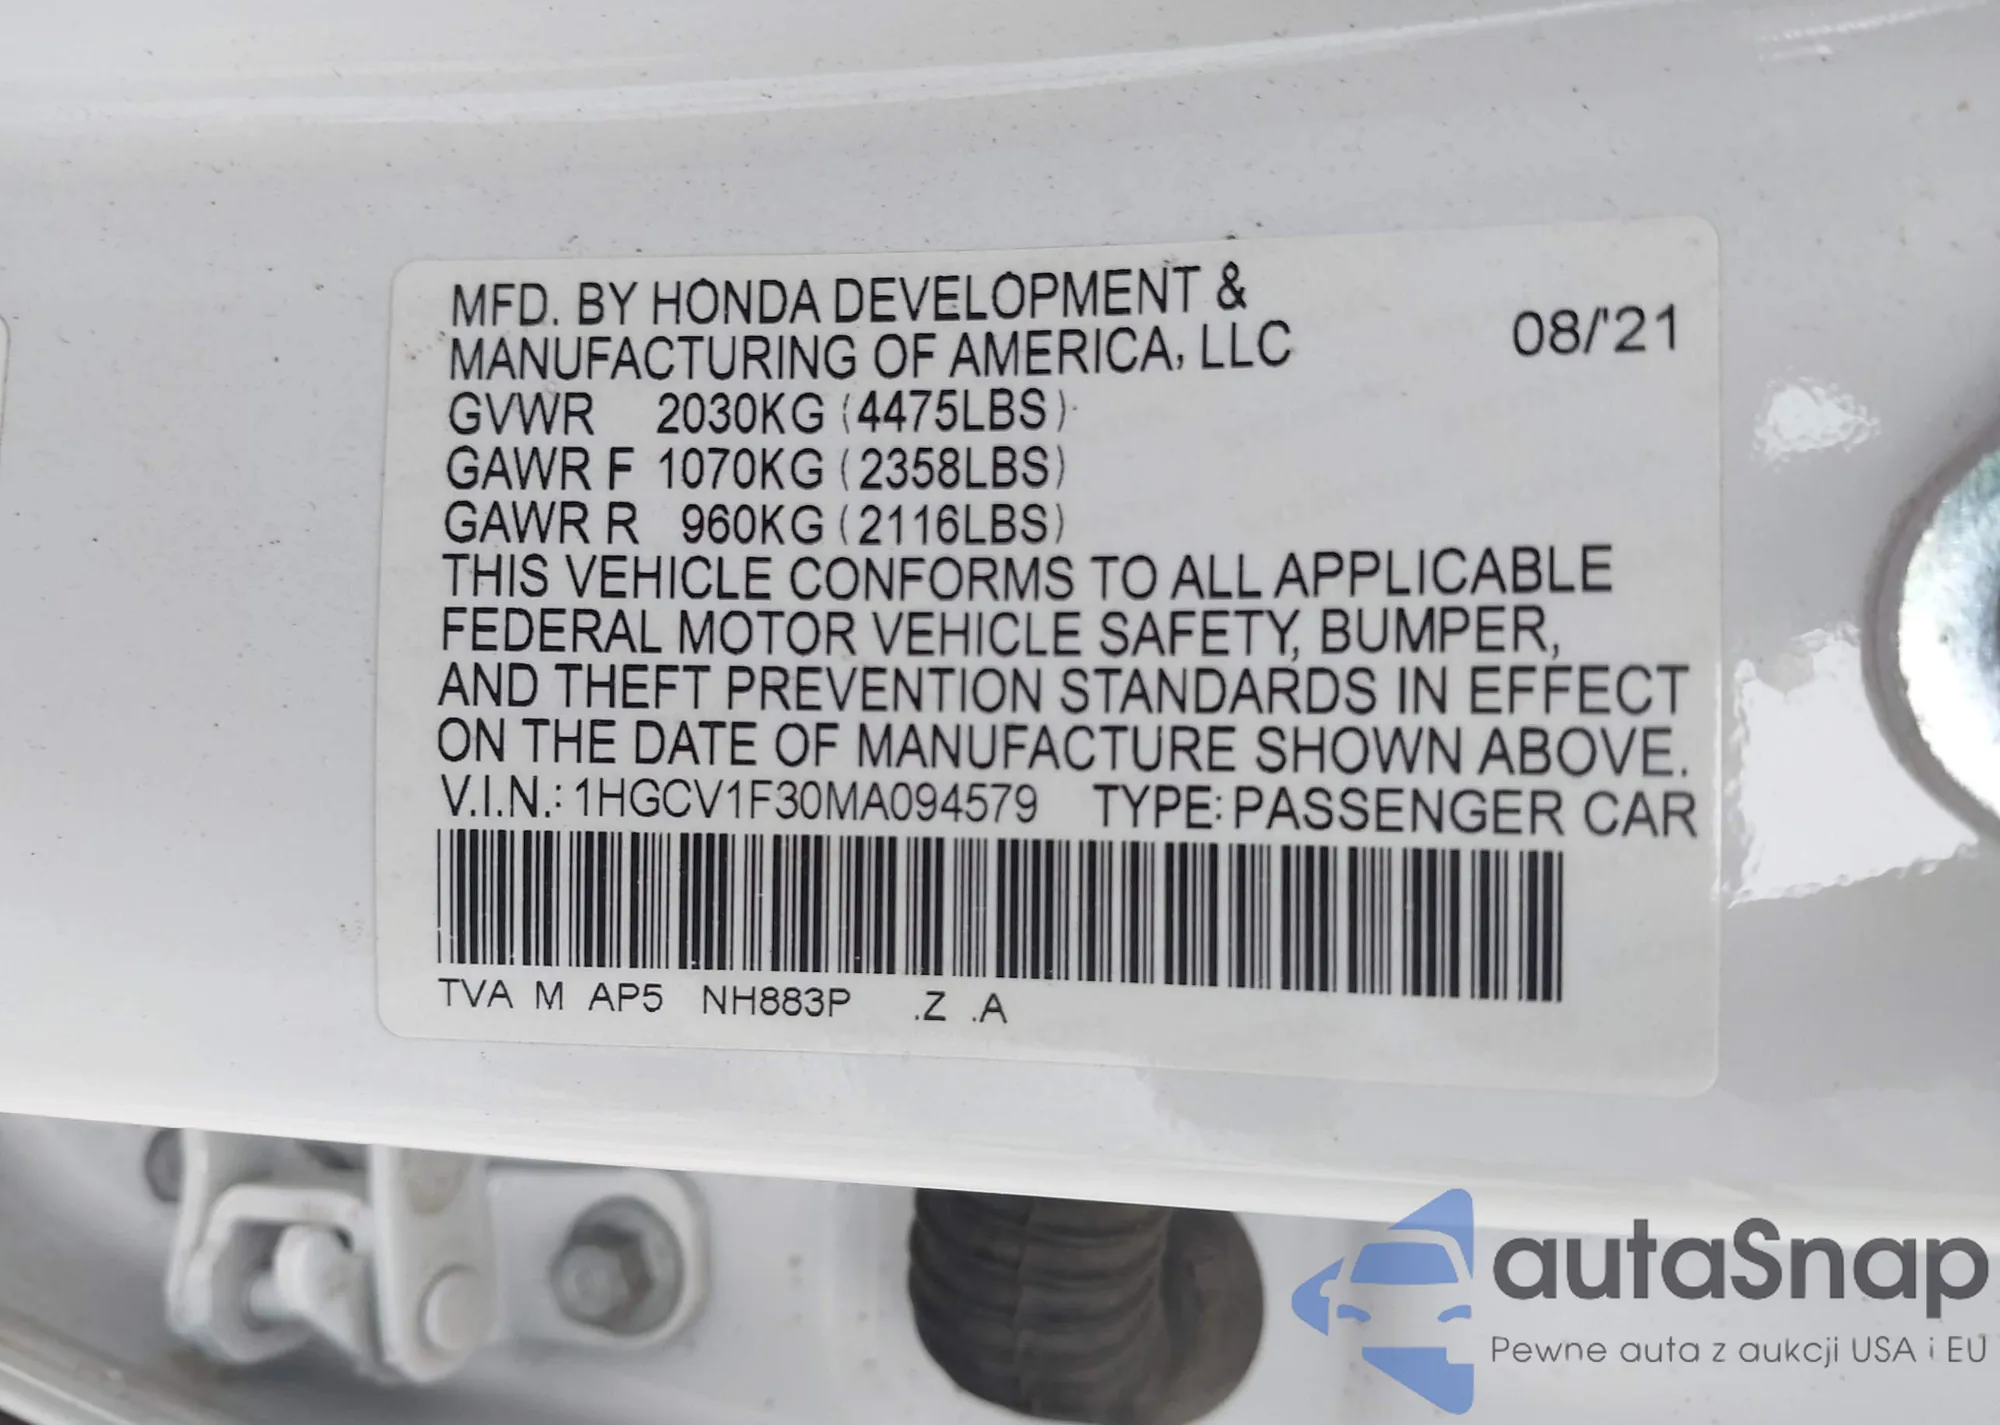 MFD. BY HONDA DEVELOPMENT &
MANUFACTURING OF AMERICA, LLC
08/'21
GVWR 2030KG (4475LBS)
GAWR F 1070KG (2358LBS)
GAWR R 960KG (2116LBS)
THIS VEHICLE CONFORMS TO ALL APPLICABLE
FEDERAL MOTOR VEHICLE SAFETY, BUMPER,
AND THEFT PREVENTION STANDARDS IN EFFECT
ON THE DATE OF MANUFACTURE SHOWN ABOVE.
V.I.N.: 1HGCV1F30MA094579 TYPE: PASSENGER CAR
TVA M AP5 NH883P .Z .A
autaSnap
Pewne auta z aukcji USA i EU